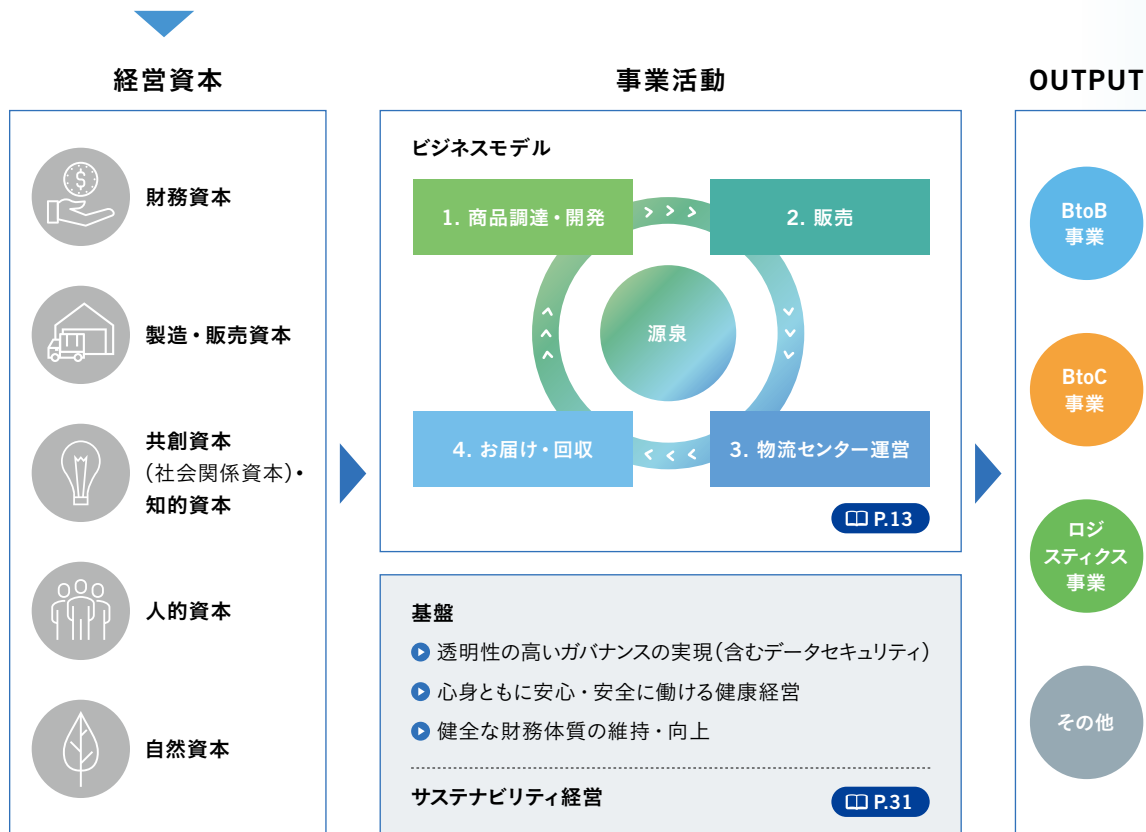 経営資本
財務資本
製造・販売資本
共創資本
(社会関係資本)・
知的資本
人的資本
自然資本
事業活動
ビジネスモデル
1. 商品調達・開発
2. 販売
源泉
4. お届け・回収
3. 物流センター運営
P.13
基盤
透明性の高いガバナンスの実現(含むデータセキュリティ)
心身ともに安心・安全に働ける健康経営
健全な財務体質の維持・向上
サステナビリティ経営
P.31
OUTPUT
BtoB
事業
BtoC
事業
ロジ
スティクス
事業
その他